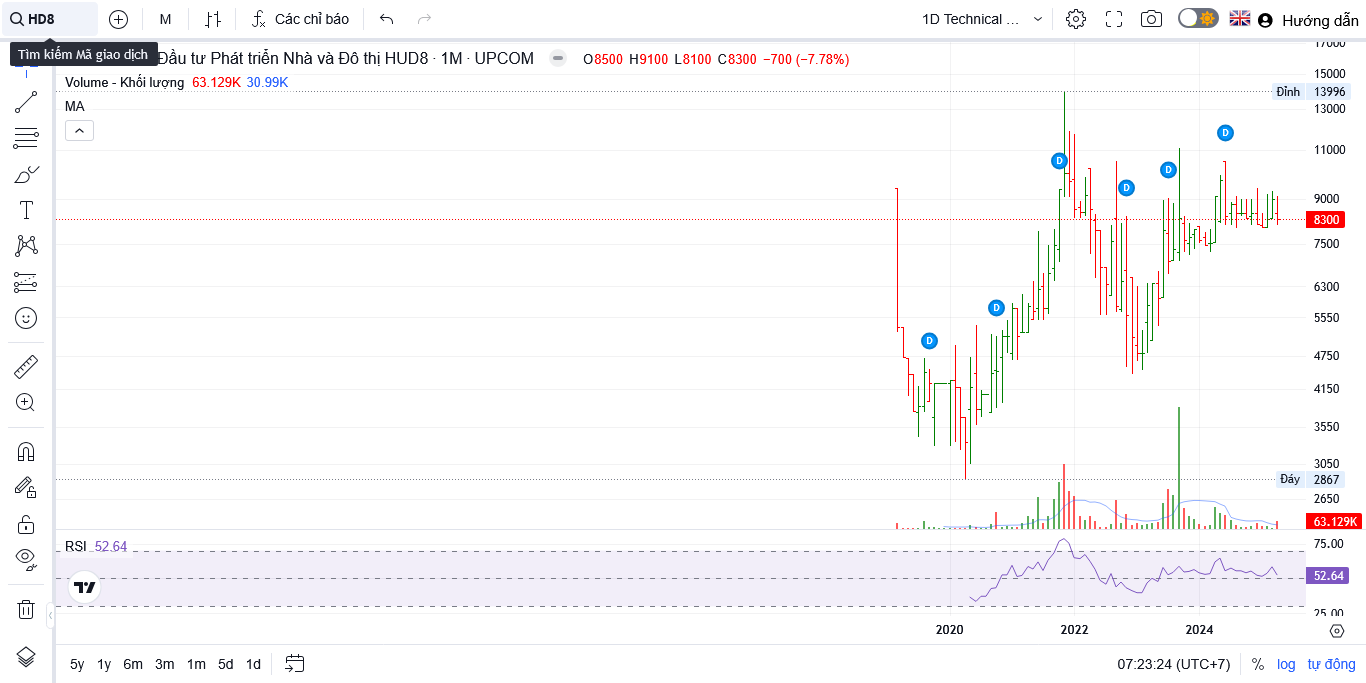 HD8
M
Các chỉ báo
1D Technical ...
Hướng dẫn
Tìm kiếm Mã giao dịch
Đầu tư Phát triển Nhà và Đô thị HUD8 · 1M · UPCOM
O8500 H9100 L8100 C8300 −700 (−7.78%)
Volume - Khối lượng 63.129K 30.99K
MA
17000
15000
Đỉnh 13996
13000
11000
9000
8300
7500
6300
5550
4750
4150
3550
3050
Đáy 2867
2650
63.129K
D
D
D
D
D
D
RSI 52.64
75.00
52.64
25.00
2020
2022
2024
5y 1y 6m 3m 1m 5d 1d
07:23:24 (UTC+7)
%
log
tự động